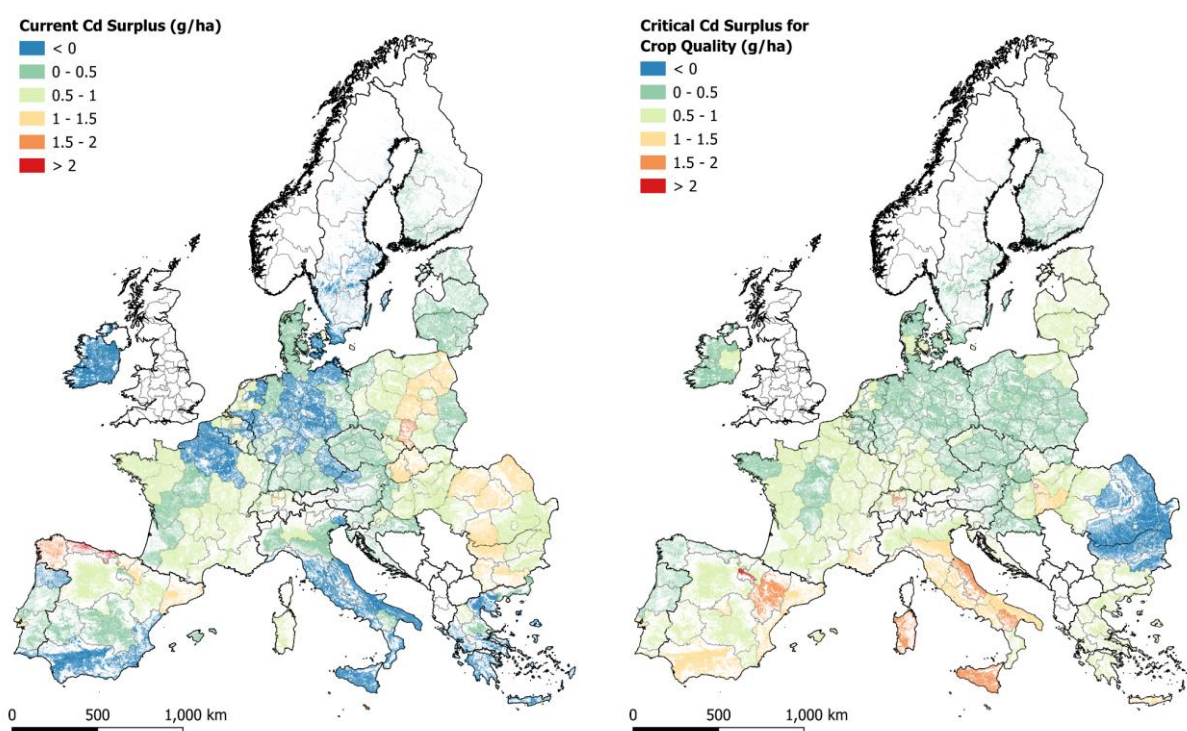 Current Cd Surplus (g/ha)
< 0
0 - 0.5
0.5 - 1
1 - 1.5
1.5 - 2
> 2
0 500 1,000 km
Critical Cd Surplus for
Crop Quality (g/ha)
< 0
0 - 0.5
0.5 - 1
1 - 1.5
1.5 - 2
> 2
0 500 1,000 km